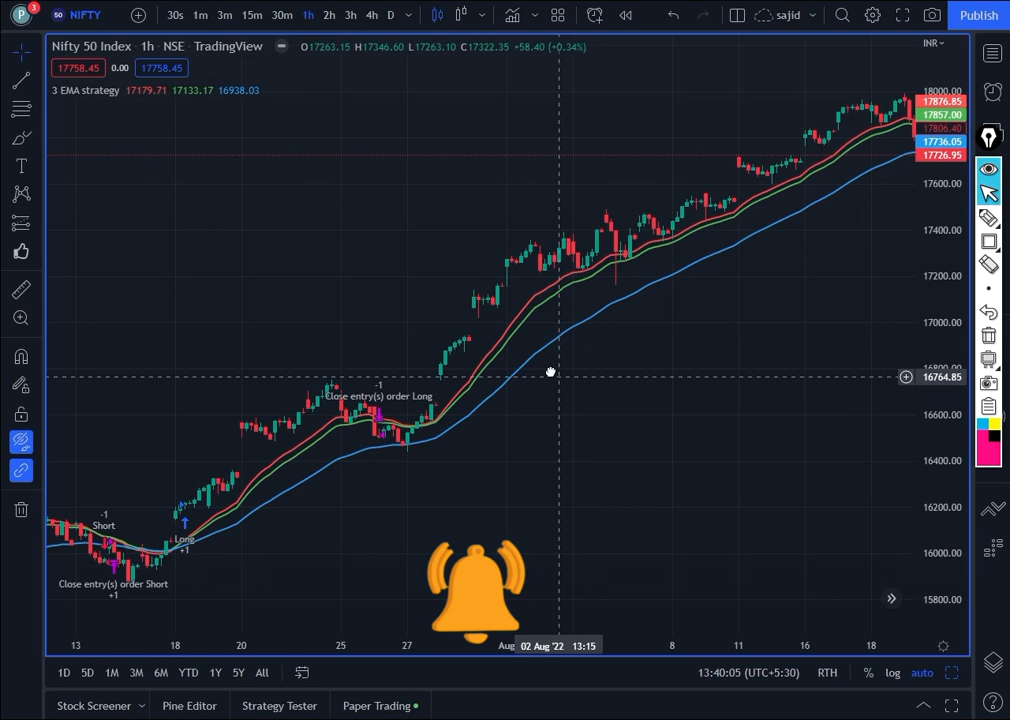 P
3
50 NIFTY
30s 1m 3m 15m 30m 1h 2h 3h 4h D
sajid
Publish
Nifty 50 Index · 1h · NSE · TradingView
O17263.15 H17346.60 L17263.10 C17322.35 +58.40 (+0.34%)
INR
17758.45 0.00 17758.45
3 EMA strategy 17179.71 17133.17 16938.03
18000.00
17876.85
17857.00
17806.40
17736.05
17726.95
17600.00
17400.00
17200.00
17000.00
16764.85
16600.00
16400.00
16200.00
16000.00
15800.00
-1
Close entry(s) order Long
-1
Short
Long
+1
Close entry(s) order Short
+1
13 18 20 25 27 Aug 02 Aug '22 13:15 8 11 16 18
1D 5D 1M 3M 6M YTD 1Y 5Y All
13:40:05 (UTC+5:30) RTH % log auto
Stock Screener Pine Editor Strategy Tester Paper Trading